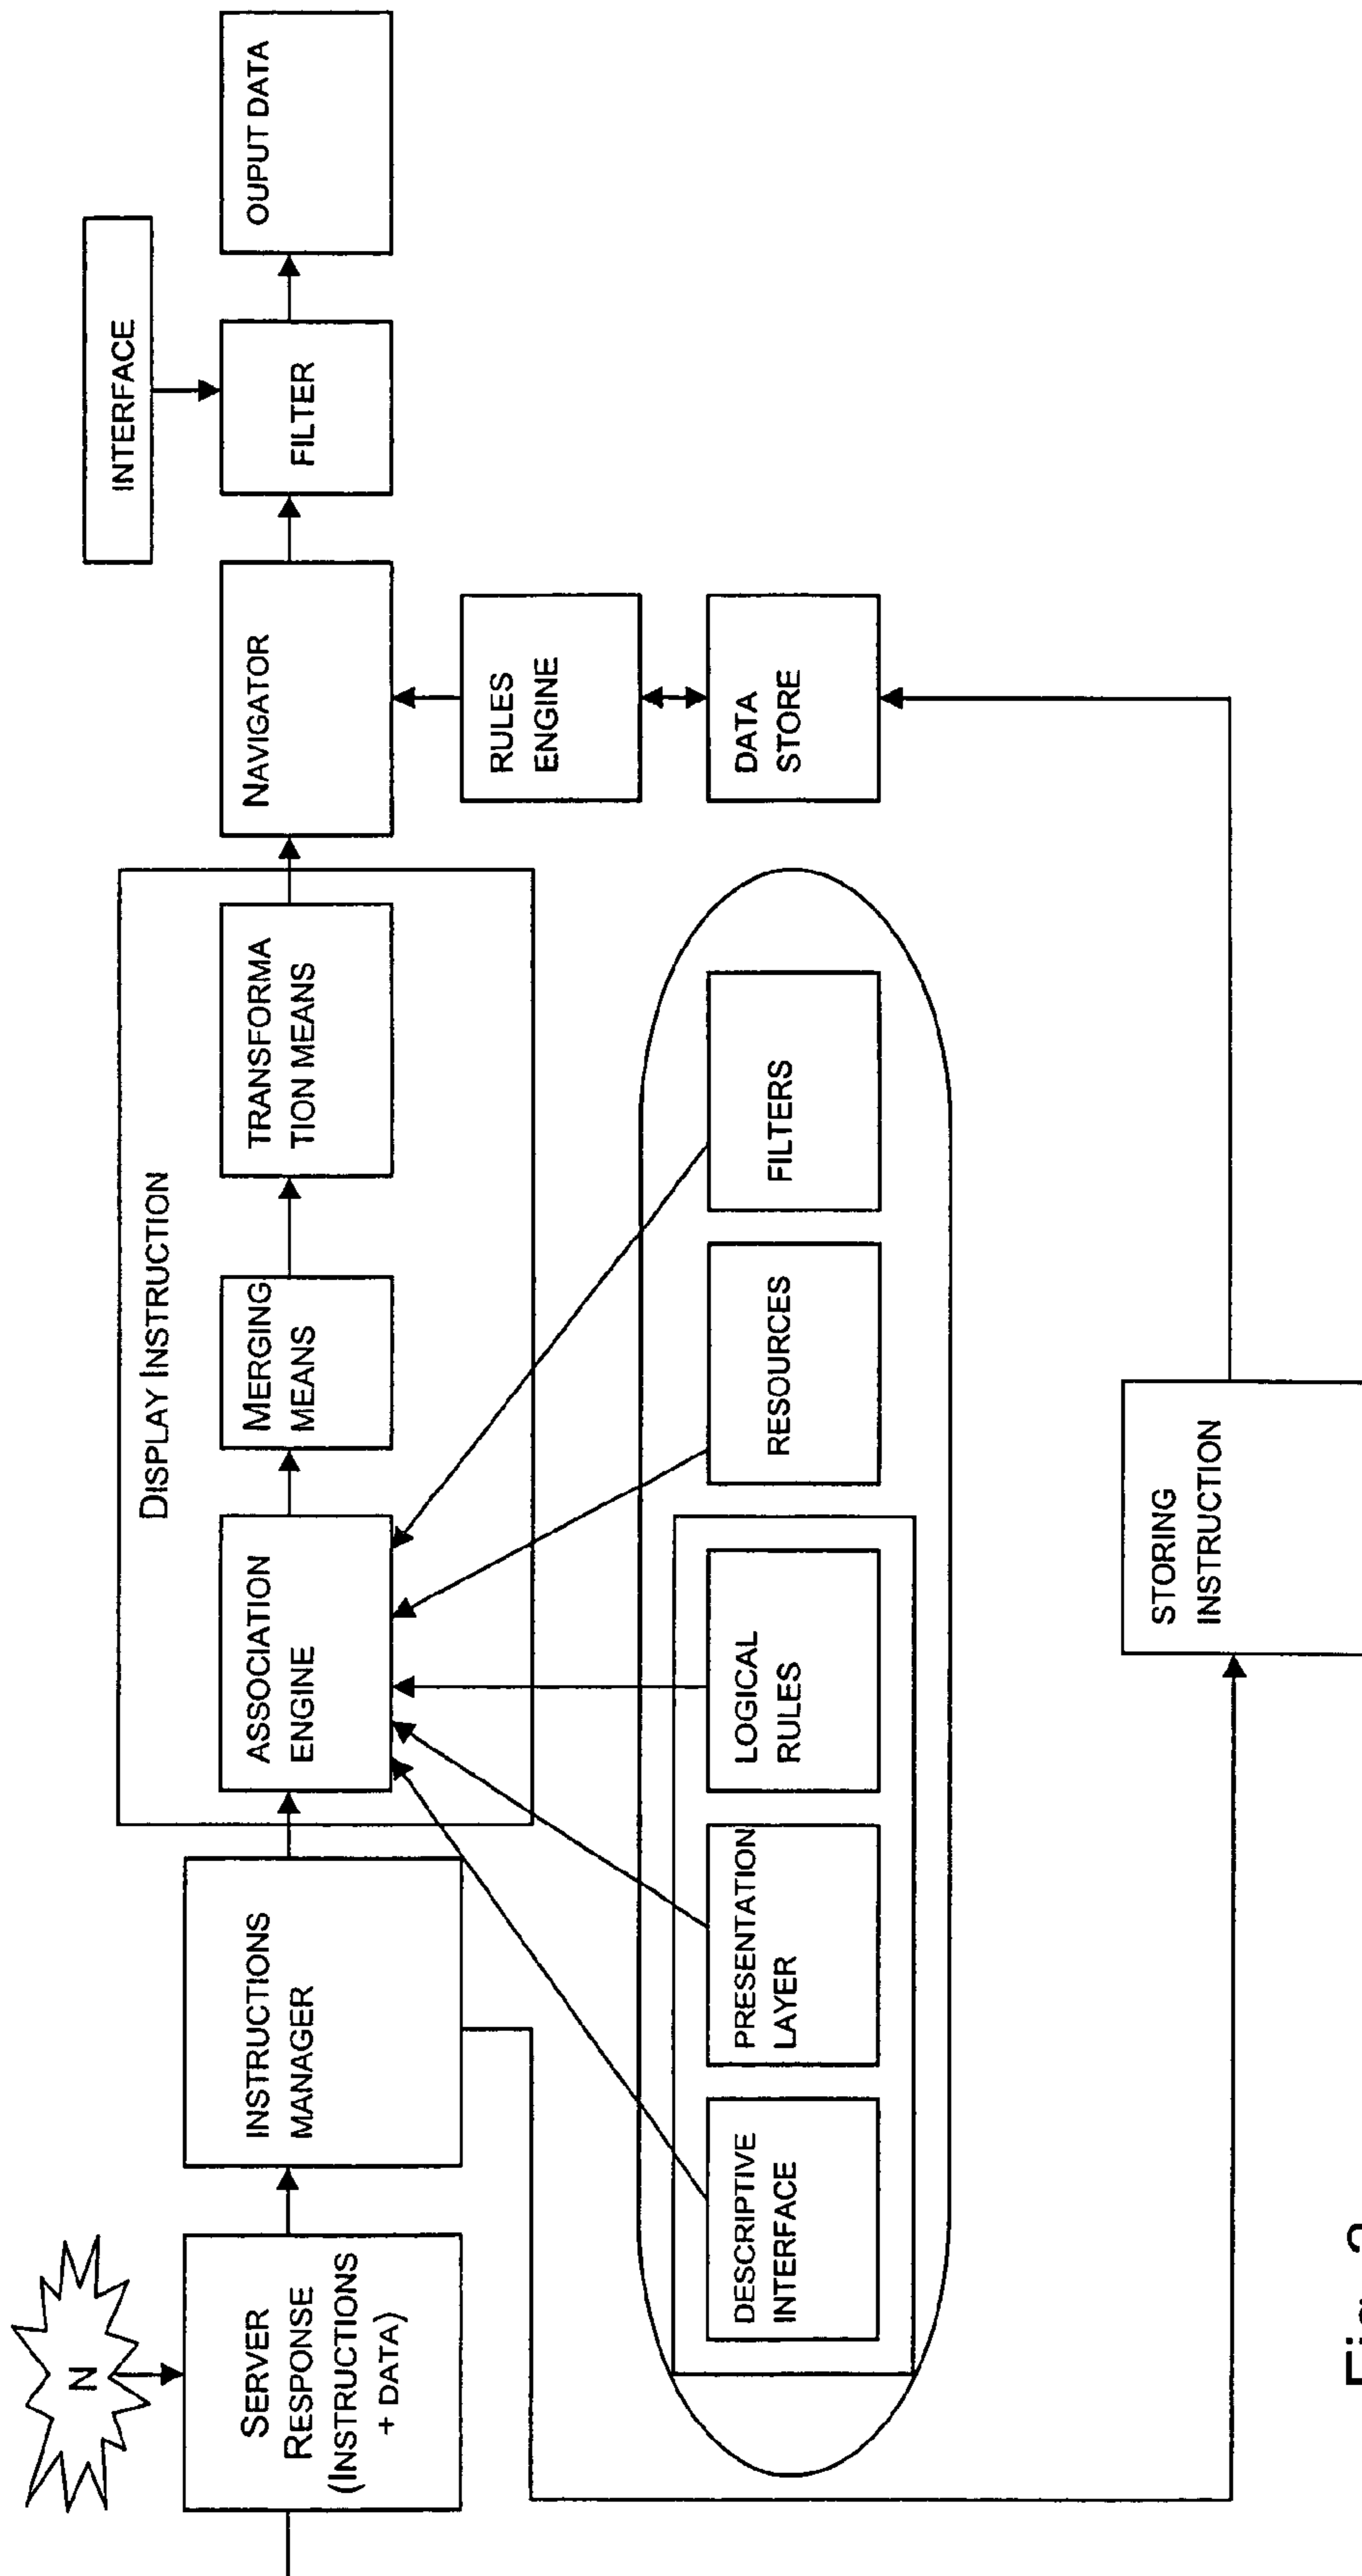 N
INTERFACE
DISPLAY INSTRUCTION
SERVER
RESPONSE
(INSTRUCTIONS
+ DATA)
INSTRUCTIONS
MANAGER
ASSOCIATION
ENGINE
MERGING
MEANS
TRANSFORMA
TION MEANS
NAVIGATOR
FILTER
OUPUT DATA
RULES
ENGINE
DESCRIPTIVE
INTERFACE
PRESENTATION
LAYER
LOGICAL
RULES
RESOURCES
FILTERS
DATA
STORE
STORING
INSTRUCTION
Fig.